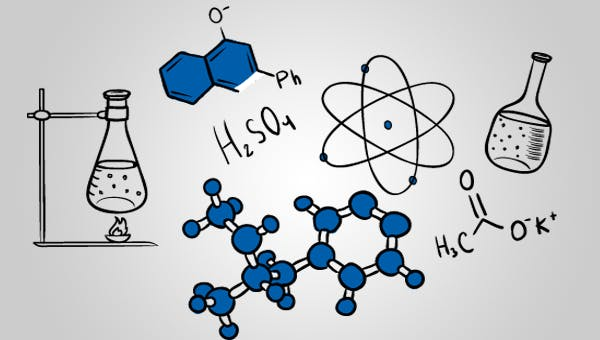 O⁻
Ph
H₂SO₄
O
H₃C
O⁻K⁺